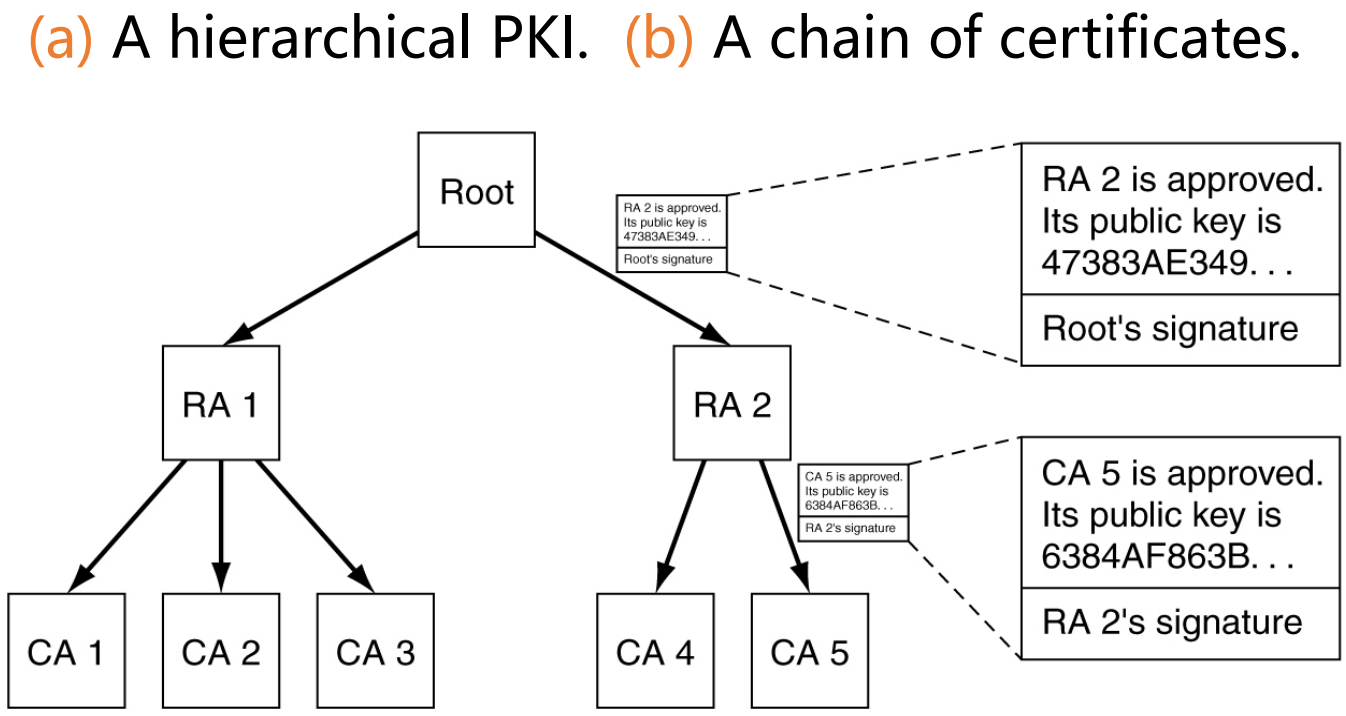 (a) A hierarchical PKI. (b) A chain of certificates.
Root
RA 2 is approved.
Its public key is
47383AE349. . .
Root's signature
RA 2 is approved.
Its public key is
47383AE349. . .
Root's signature
RA 1
RA 2
CA 5 is approved.
Its public key is
6384AF863B. . .
RA 2's signature
CA 5 is approved.
Its public key is
6384AF863B. . .
RA 2's signature
CA 1
CA 2
CA 3
CA 4
CA 5